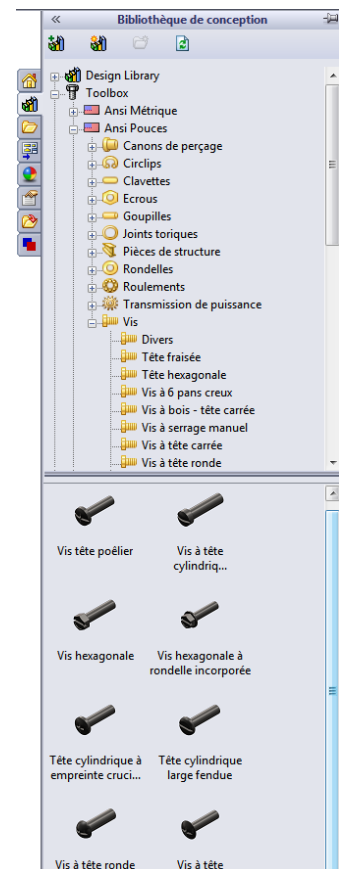 Bibliothèque de conception
Design Library
Toolbox
Ansi Métrique
Ansi Pouces
Canons de perçage
Circlips
Clavettes
Ecrous
Goupilles
Joints toriques
Pièces de structure
Rondelles
Roulements
Transmission de puissance
Vis
Divers
Tête fraisée
Tête hexagonale
Vis à 6 pans creux
Vis à bois - tête carrée
Vis à serrage manuel
Vis à tête carrée
Vis à tête ronde
Vis tête poêlier
Vis à tête
cylindriq...
Vis hexagonale
Vis hexagonale à
rondelle incorporée
Tête cylindrique à
empreinte cruci...
Tête cylindrique
large fendue
Vis à tête ronde
Vis à tête